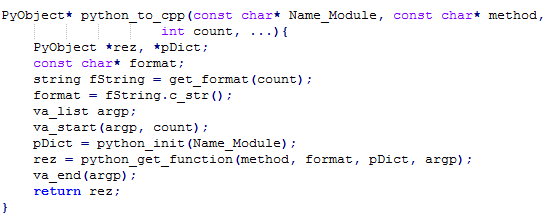 PyObject* python_to_cpp(const char* Name_Module, const char* method,
                        int count, ...){
    PyObject *rez, *pDict;
    const char* format;
    string fString = get_format(count);
    format = fString.c_str();
    va_list argp;
    va_start(argp, count);
    pDict = python_init(Name_Module);
    rez = python_get_function(method, format, pDict, argp);
    va_end(argp);
    return rez;
}